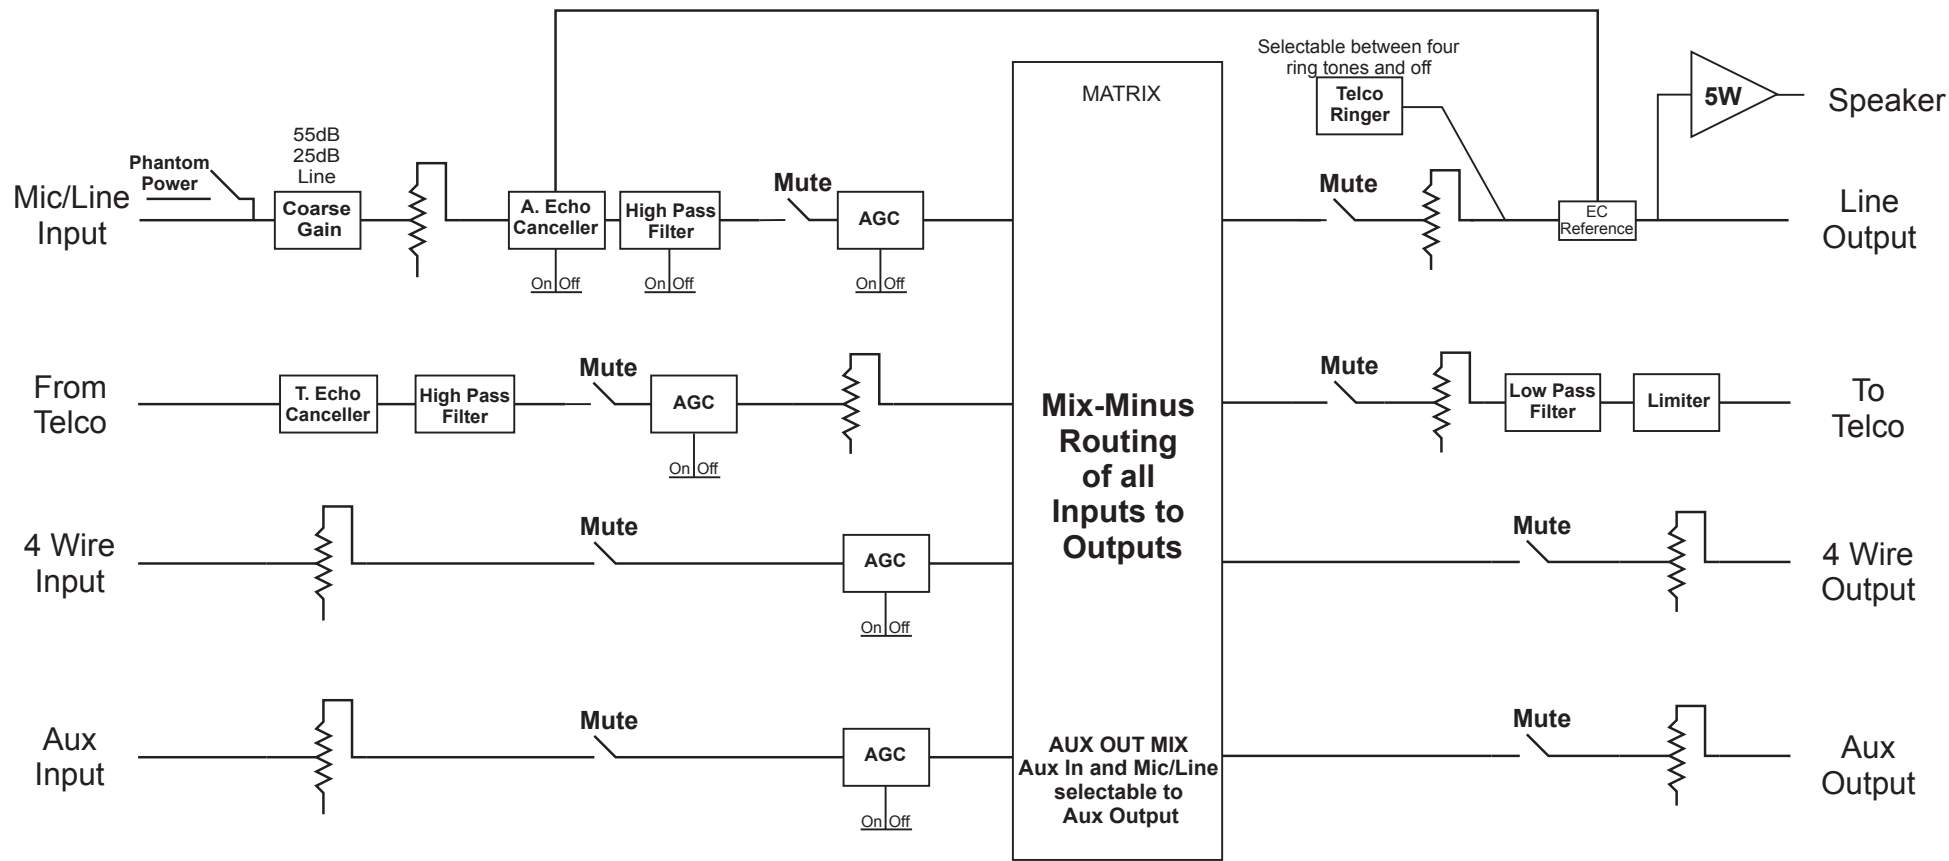 Selectable between four
ring tones and off
MATRIX
Telco
Ringer
5W
Speaker
55dB
25dB
Line
Phantom
Power
Mic/Line
Input
Coarse
Gain
A. Echo
Canceller
On Off
High Pass
Filter
On Off
Mute
AGC
On Off
Mute
EC
Reference
Line
Output
From
Telco
T. Echo
Canceller
High Pass
Filter
Mute
AGC
On Off
Mix-Minus
Routing
of all
Inputs to
Outputs
Mute
Low Pass
Filter
Limiter
To
Telco
4 Wire
Input
Mute
AGC
On Off
Mute
4 Wire
Output
Aux
Input
Mute
AGC
On Off
AUX OUT MIX
Aux In and Mic/Line
selectable to
Aux Output
Mute
Aux
Output